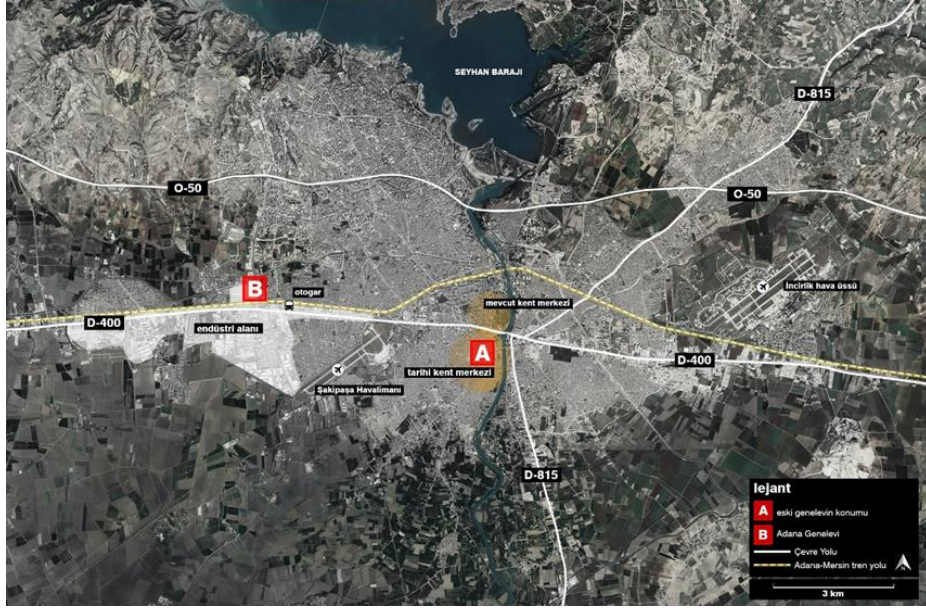 SEYHAN BARAJI
D-815
O-50
O-50
B
otogar
İncirlik hava üssü
mevcut kent merkezi
D-400
endüstri alanı
A
D-400
tarihi kent merkezi
Şakipaşa Havalimanı
D-815
lejant
A eski genelevin konumu
B Adana Genelevi
Çevre Yolu
Adana-Mersin tren yolu
N
3 km